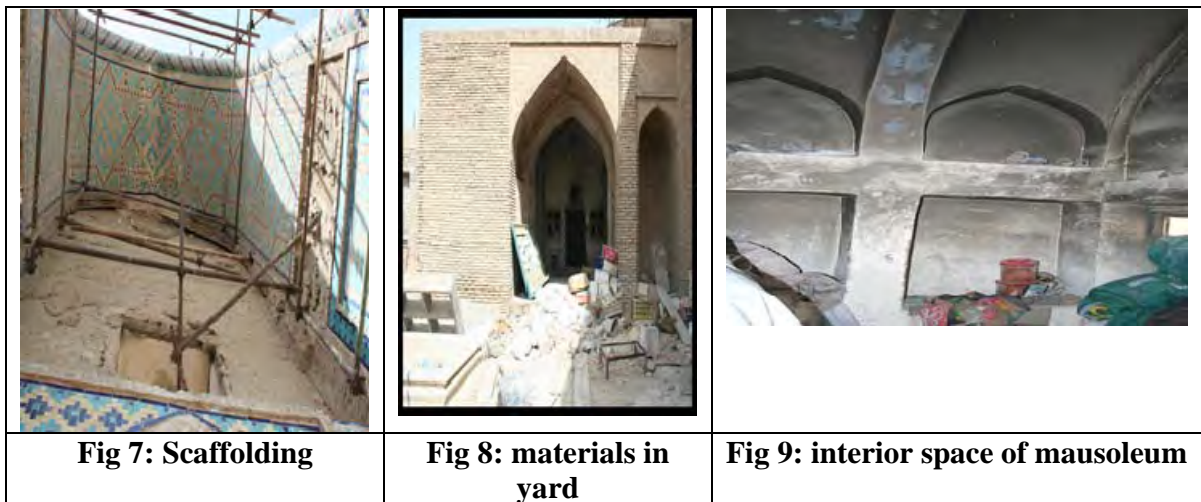 Fig 7: Scaffolding
Fig 8: materials in
yard
Fig 9: interior space of mausoleum